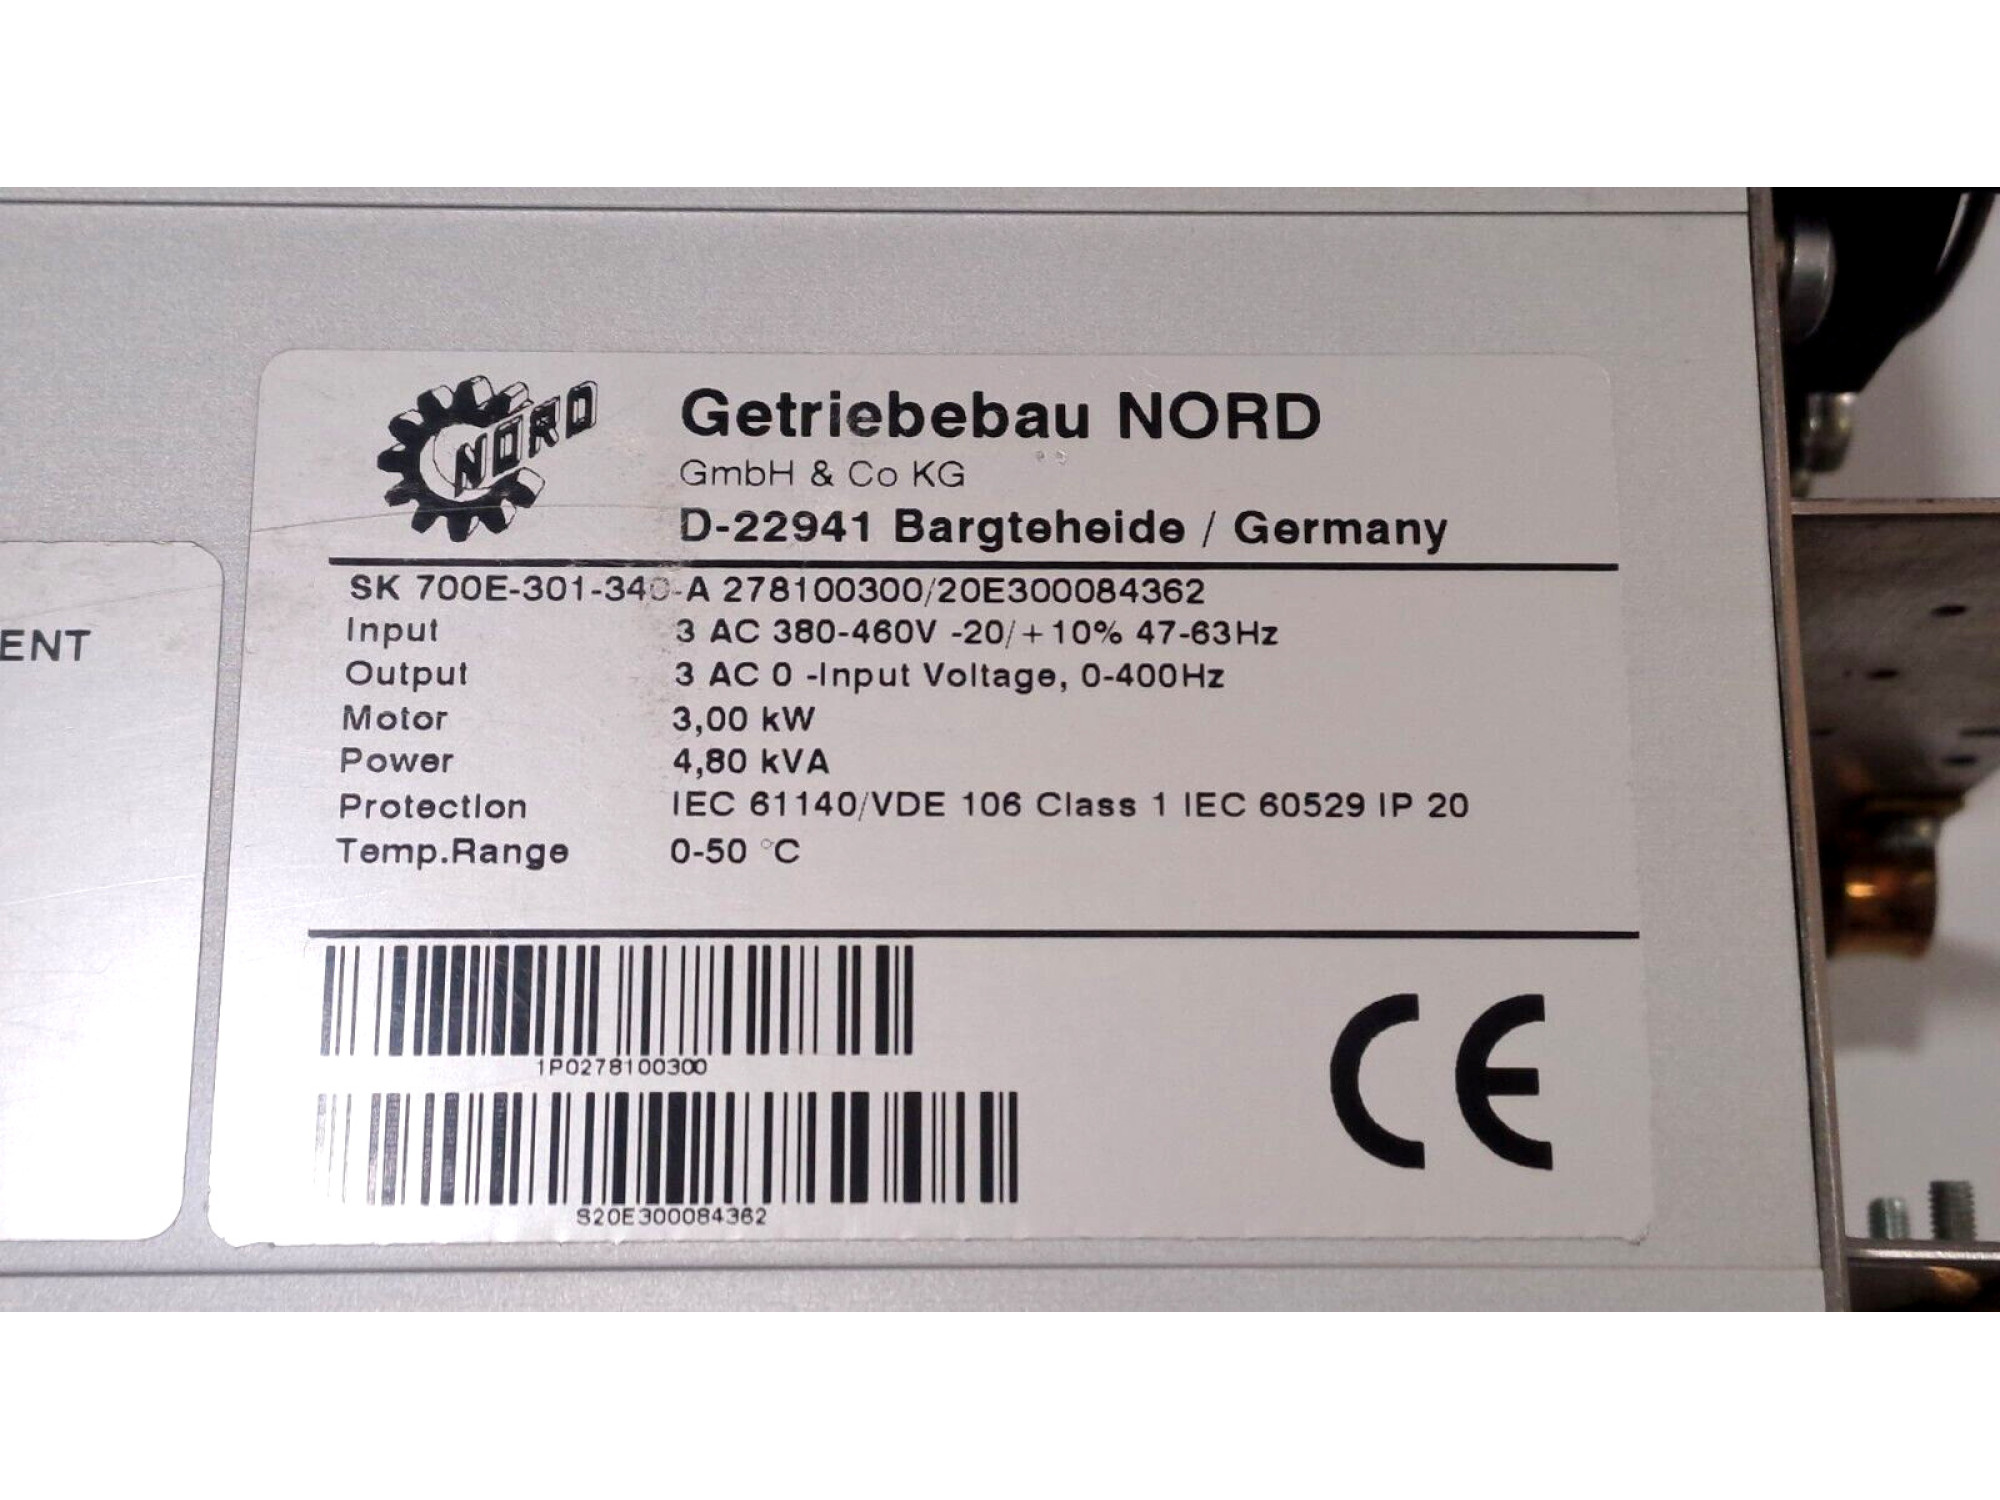 NORD
Getriebebau NORD
GmbH & Co KG
D-22941 Bargteheide / Germany
SK 700E-301-340-A 278100300/20E300084362
Input 3 AC 380-460V -20/+10% 47-63Hz
Output 3 AC 0 -Input Voltage, 0-400Hz
Motor 3,00 kW
Power 4,80 kVA
Protection IEC 61140/VDE 106 Class 1 IEC 60529 IP 20
Temp.Range 0-50 °C
1P0278100300
S20E300084362
CE
ENT